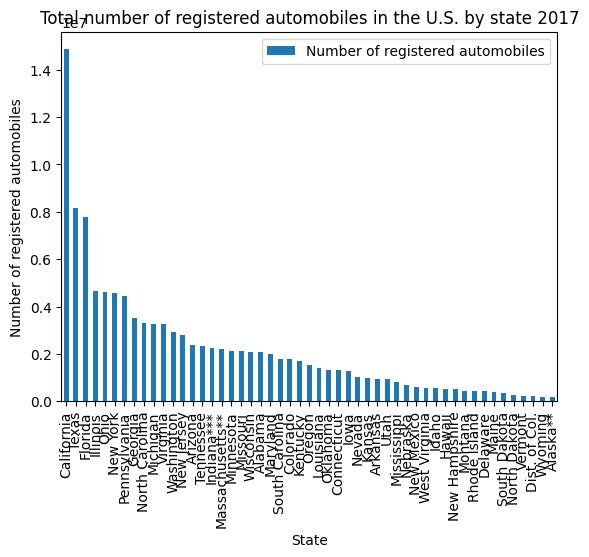 Total number of registered automobiles in the U.S. by state 2017
1e7
Number of registered automobiles
Number of registered automobiles
1.4
1.2
1.0
0.8
0.6
0.4
0.2
0.0
California
Texas
Florida
Illinois
Ohio
New York
Pennsylvania
Georgia
North Carolina
Michigan
Virginia
Washington
New Jersey
Arizona
Tennessee
Indiana***
Massachusetts**
Minnesota
Missouri
Wisconsin
Alabama
Maryland
South Carolina
Colorado
Kentucky
Oregon
Louisiana
Oklahoma
Connecticut
Iowa
Nevada
Kansas
Arkansas
Utah
Mississippi
Nebraska
New Mexico
West Virginia
Idaho
Hawaii
New Hampshire
Montana
Rhode Island
Delaware
Maine
South Dakota
North Dakota
Vermont
Dist. of Col.
Wyoming
Alaska**
State